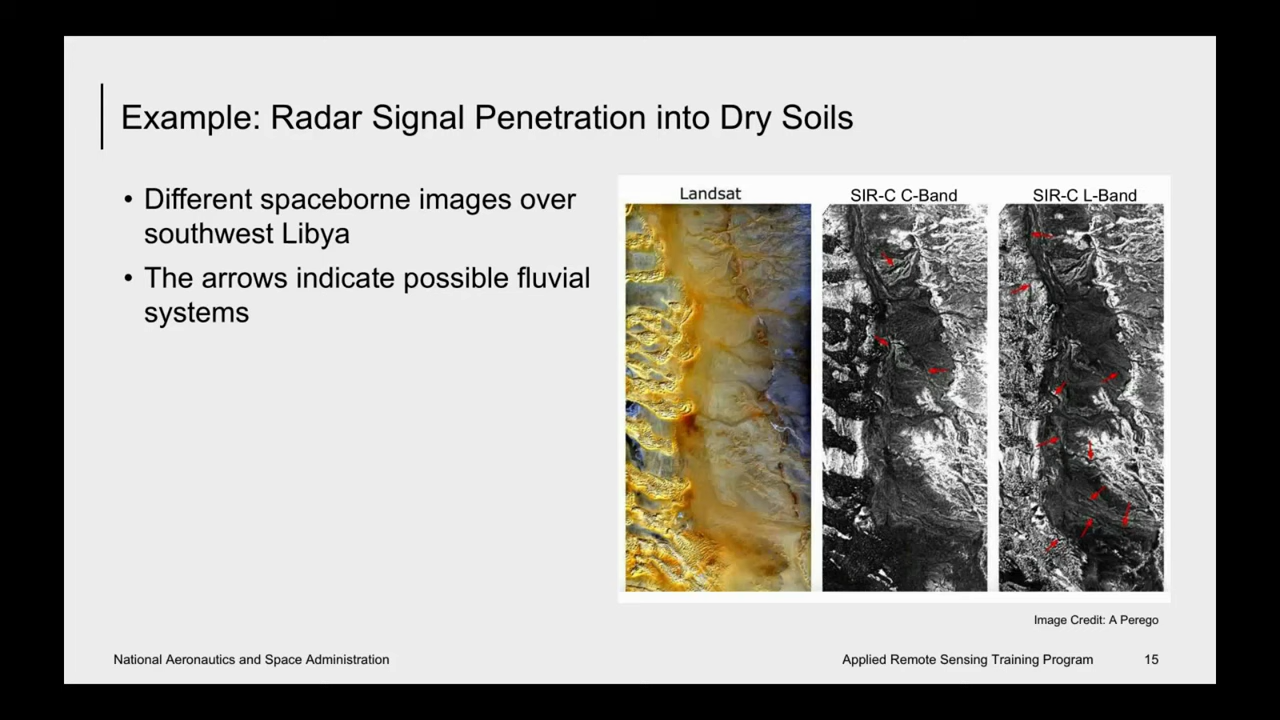 Example: Radar Signal Penetration into Dry Soils
• Different spaceborne images over
southwest Libya
• The arrows indicate possible fluvial
systems
Landsat
SIR-C C-Band
SIR-C L-Band
Image Credit: A Perego
National Aeronautics and Space Administration
Applied Remote Sensing Training Program
15